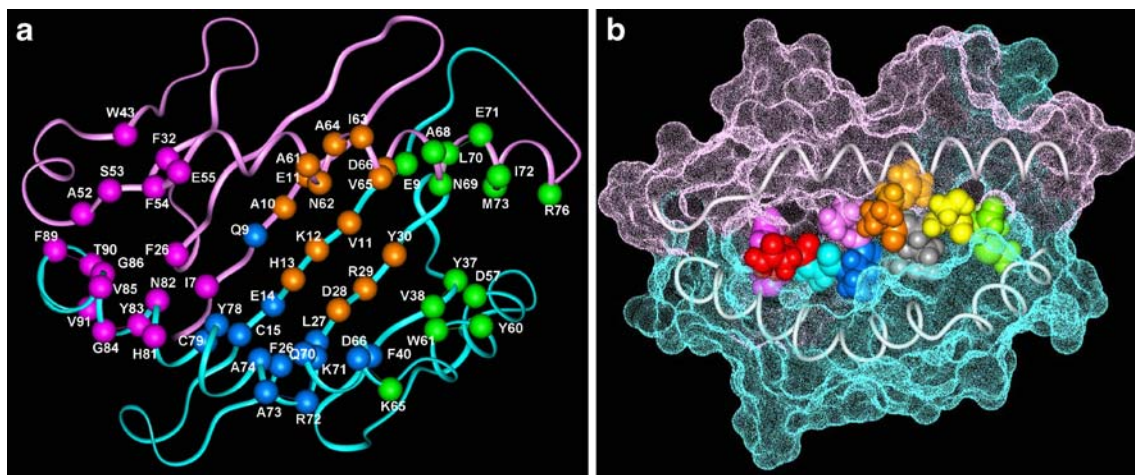 a
b
W43
F32
S53
E55
A52
F54
F89
T90
G86
F26
V85
N82
I7
V91
Y83
G84
H81
C79
Y78
I63
A64
A61
E11
N62
D66
V65
A10
Q9
K12
V11
Y30
H13
R29
E14
D28
C15
L27
A74
F26
Q70
K71
D66
F40
A73
R72
K65
E71
A68
L70
I72
E9
N69
M73
R76
Y37
D57
V38
Y60
W61